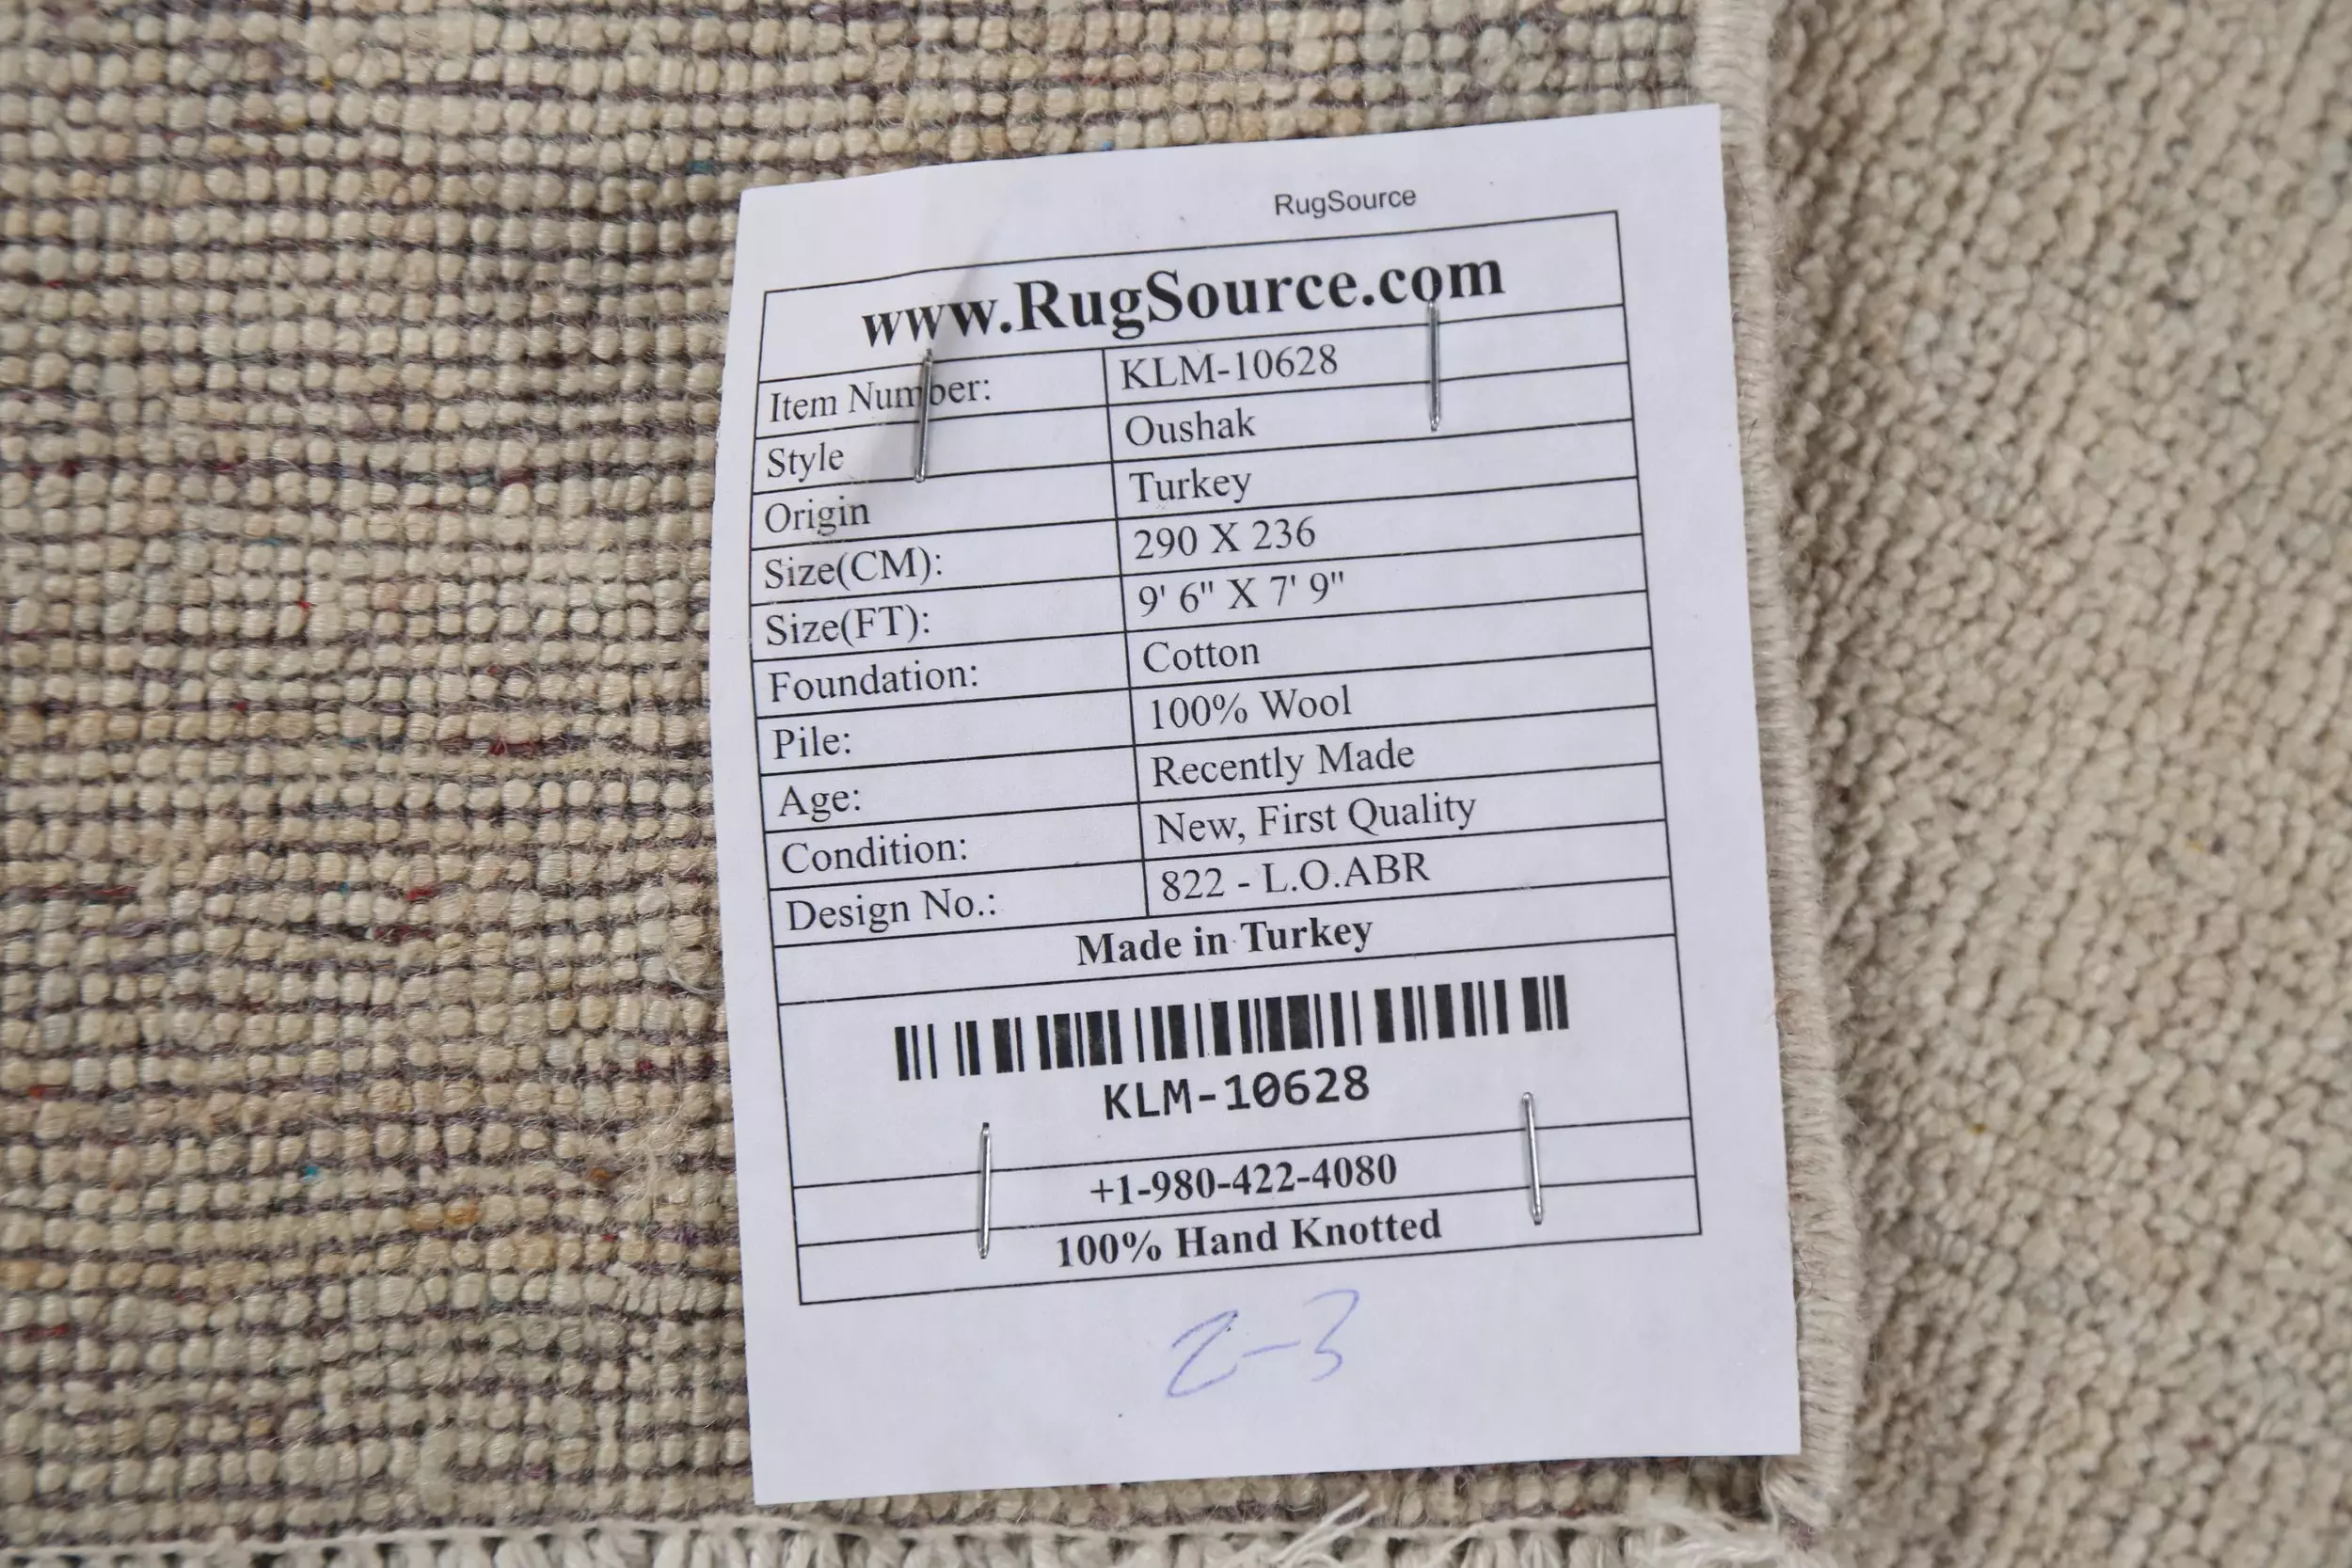 RugSource
www.RugSource.com
Item Number: KLM-10628
Style Oushak
Origin Turkey
Size(CM): 290 X 236
Size(FT): 9' 6" X 7' 9"
Foundation: Cotton
Pile: 100% Wool
Age: Recently Made
Condition: New, First Quality
Design No.: 822 - L.O.ABR
Made in Turkey
KLM-10628
+1-980-422-4080
100% Hand Knotted
2-3